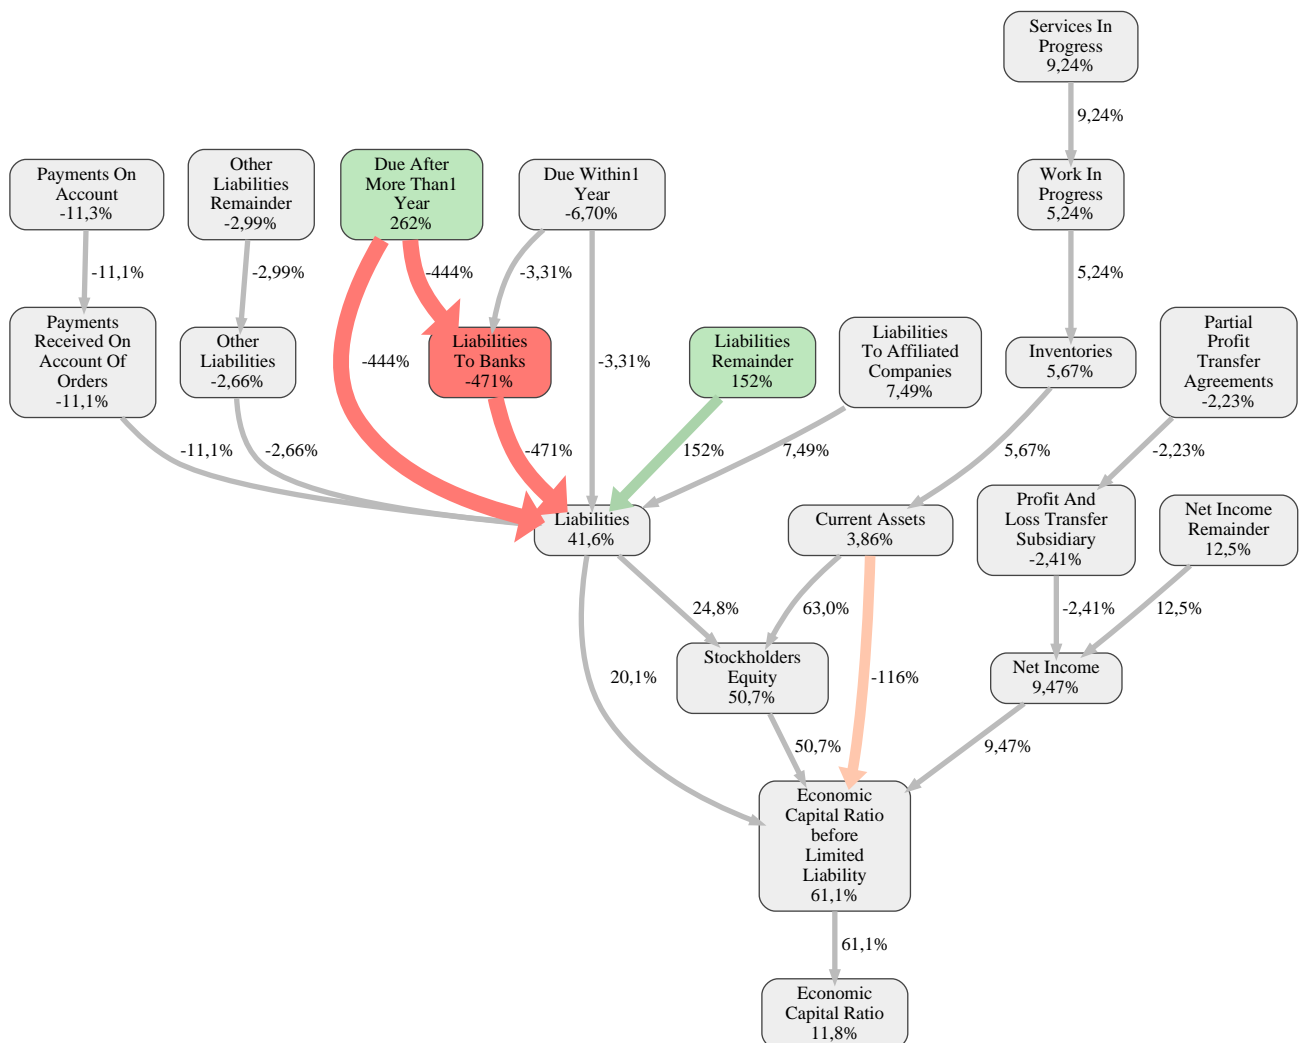 Services In
Progress
9,24%
9,24%
Payments On
Account
-11,3%
Other
Liabilities
Remainder
-2,99%
Due After
More Than1
Year
262%
Due Within1
Year
-6,70%
Work In
Progress
5,24%
-11,1%
-2,99%
-444%
-3,31%
5,24%
Payments
Received On
Account Of
Orders
-11,1%
Other
Liabilities
-2,66%
-444%
Liabilities
To Banks
-471%
-3,31%
Liabilities
Remainder
152%
Liabilities
To Affiliated
Companies
7,49%
Inventories
5,67%
Partial
Profit
Transfer
Agreements
-2,23%
-11,1%
-2,66%
-471%
152%
7,49%
5,67%
-2,23%
Liabilities
41,6%
Current Assets
3,86%
Profit And
Loss Transfer
Subsidiary
-2,41%
Net Income
Remainder
12,5%
24,8%
63,0%
-2,41%
12,5%
20,1%
Stockholders
Equity
50,7%
-116%
Net Income
9,47%
50,7%
9,47%
Economic
Capital Ratio
before
Limited
Liability
61,1%
61,1%
Economic
Capital Ratio
11,8%